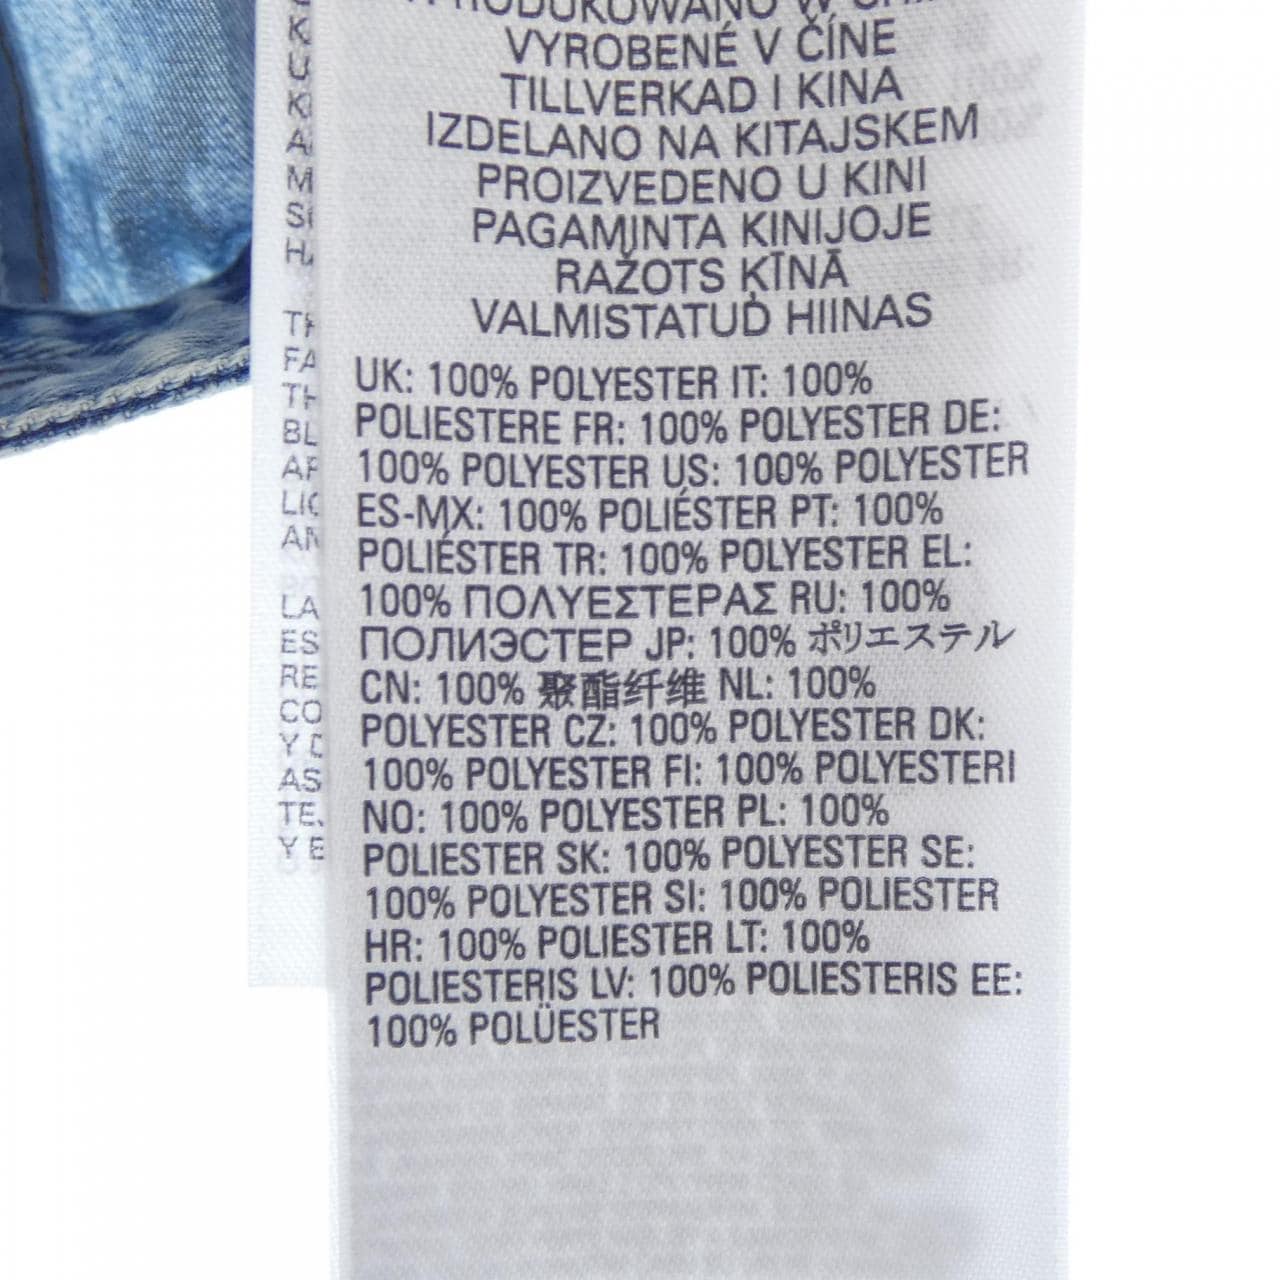 VYROBENÉ V ČÍNE
TILLVERKAD I KINA
IZDELANO NA KITAJSKEM
PROIZVEDENO U KINI
PAGAMINTA KINIJOJE
RAŽOTS ĶĪNĀ
VALMISTATUD HIINAS
UK: 100% POLYESTER IT: 100%
POLIESTERE FR: 100% POLYESTER DE:
100% POLYESTER US: 100% POLYESTER
ES-MX: 100% POLIÉSTER PT: 100%
POLIÉSTER TR: 100% POLYESTER EL:
100% ΠΟΛΥΕΣΤΕΡΑΣ RU: 100%
ПОЛИЭСТЕР JP: 100% ポリエステル
CN: 100% 聚酯纤维 NL: 100%
POLYESTER CZ: 100% POLYESTER DK:
100% POLYESTER FI: 100% POLYESTERI
NO: 100% POLYESTER PL: 100%
POLIESTER SK: 100% POLYESTER SE:
100% POLYESTER SI: 100% POLIESTER
HR: 100% POLIESTER LT: 100%
POLIESTERIS LV: 100% POLIESTERIS EE:
100% POLÜESTER